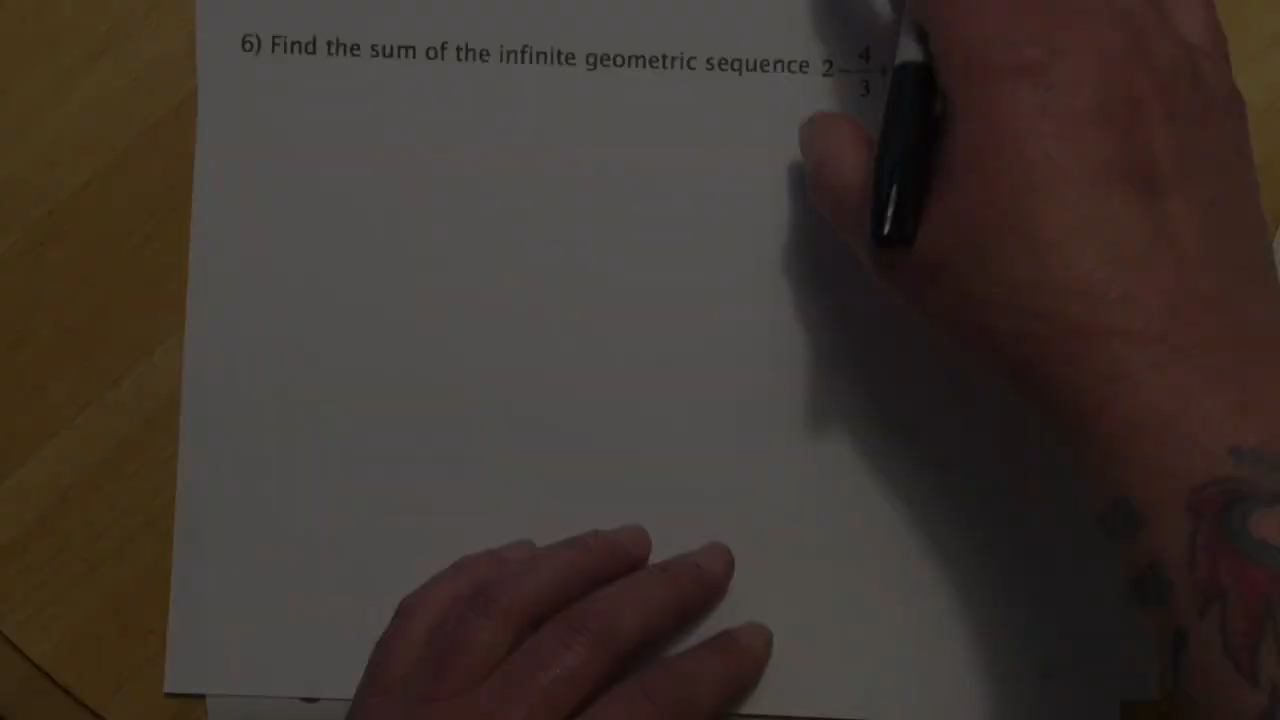 6) Find the sum of the infinite geometric sequence 2 - 4/3 +